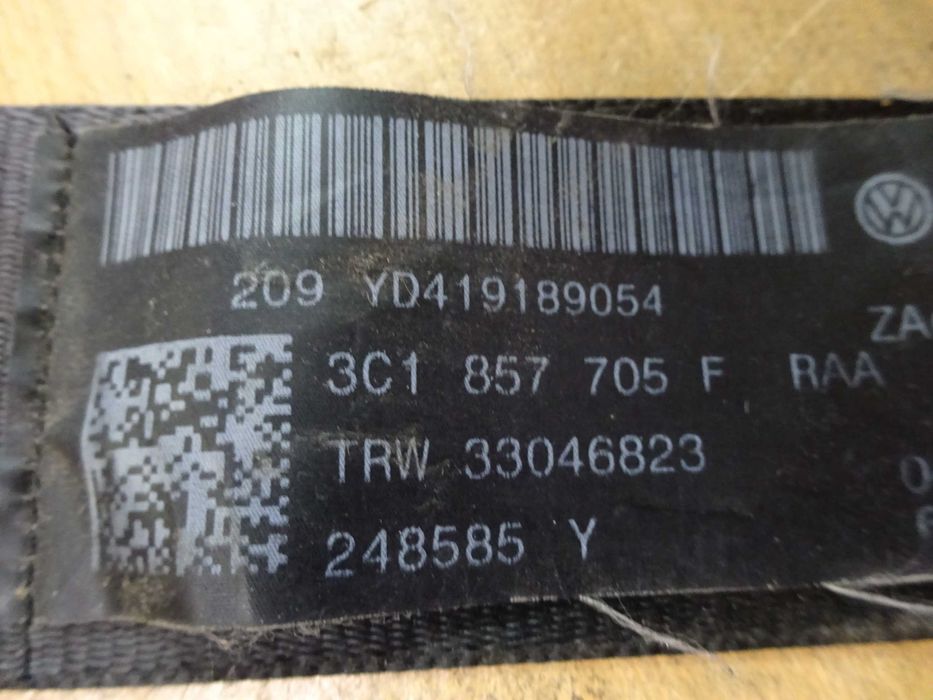 209 YD419189054
3C1 857 705 F RAA
TRW 33046823
248585 Y